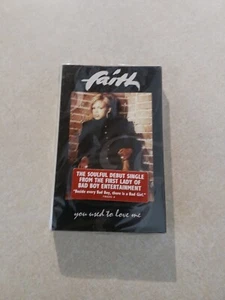 faith
THE SOULFUL DEBUT SINGLE
FROM THE FIRST LADY OF
BAD BOY ENTERTAINMENT
"Beside every Bad Boy, there is a Bad Girl."
you used to love me